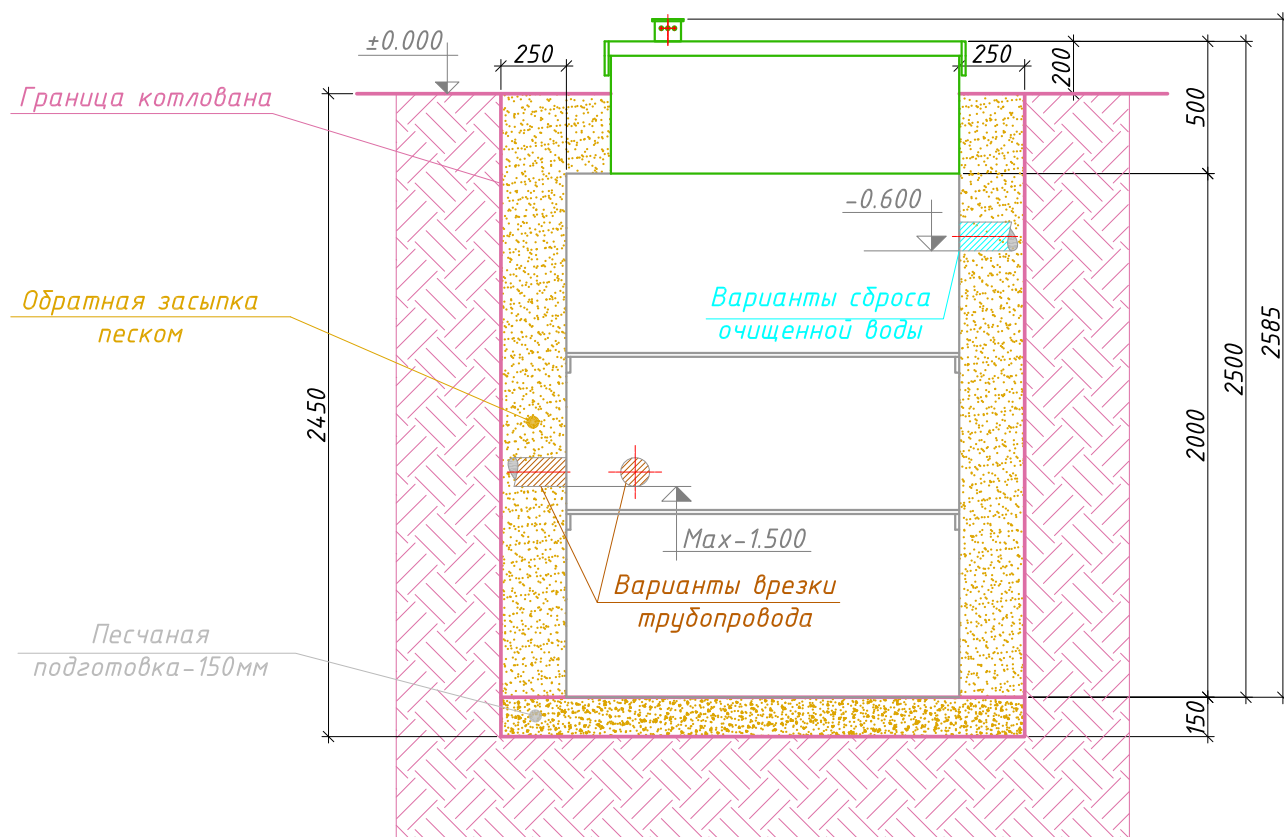 ±0.000
250
250
200
Граница котлована
500
-0.600
Обратная засыпка
песком
Варианты сброса
очищенной воды
2585
2500
2450
2000
Max-1.500
Варианты врезки
трубопровода
Песчаная
подготовка-150мм
150